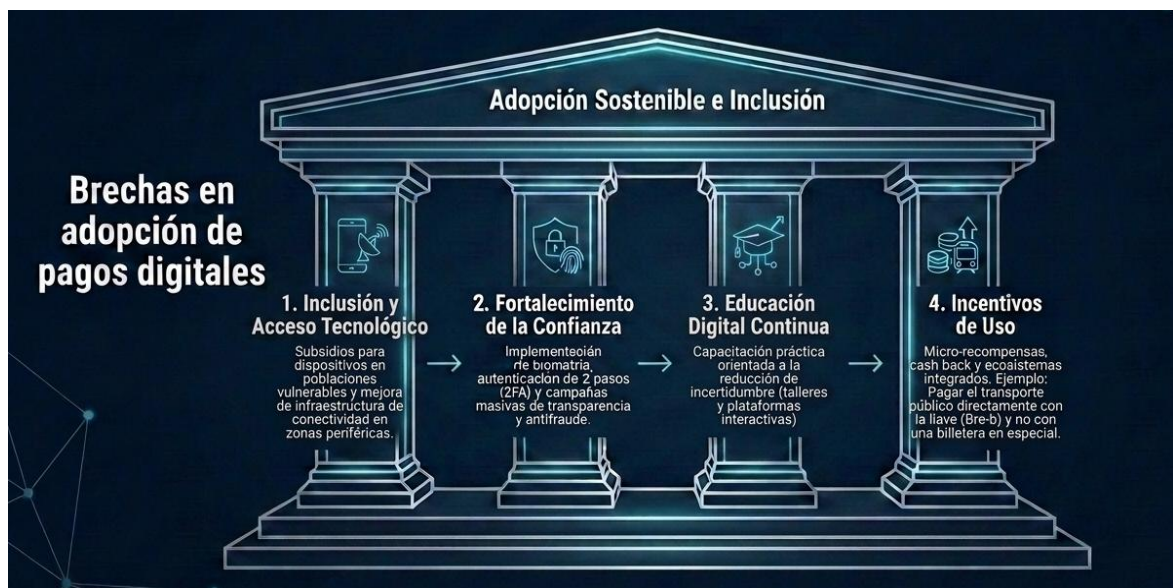 Adopción Sostenible e Inclusión
Brechas en
adopción de
pagos digitales
1. Inclusión y
Acceso Tecnológico
Subsidios para
dispositivos en
poblaciones
vulnerables y mejora
de infraestructura de
conectividad en
zonas periféricas.
2. Fortalecimiento
de la Confianza
Implementeción
de biomatría,
autenticación de 2 pasos
(2FA) y campañas
masivas de transparencia
y antifraude.
3. Educación
Digital Continua
Capacitación práctica
orientada a la
reducción de
incertidumbre (talleres
y plataformas
interactivas)
4. Incentivos
de Uso
Micro-recompensas,
cash back y ecoaistemas
integrados. Ejemplo:
Pagar el transporte
público directamente con
la liave (Bre-b) y no con
una billetera en especial.